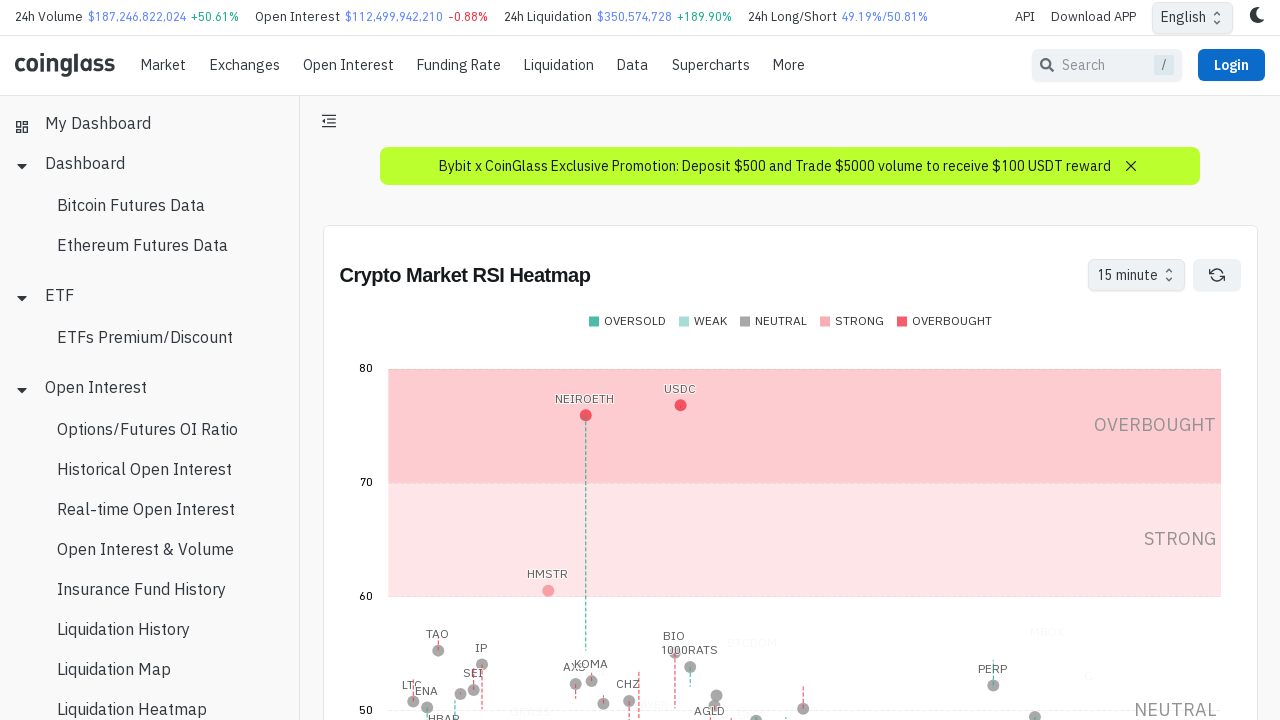 24h Volume $187,246,822,024 +50.61% Open Interest $112,499,942,210 -0.88% 24h Liquidation $350,574,728 +189.90% 24h Long/Short 49.19%/50.81% API Download APP English
coinglass Market Exchanges Open Interest Funding Rate Liquidation Data Supercharts More Search / Login
My Dashboard
Dashboard
Bitcoin Futures Data
Ethereum Futures Data
ETF
ETFs Premium/Discount
Open Interest
Options/Futures OI Ratio
Historical Open Interest
Real-time Open Interest
Open Interest & Volume
Insurance Fund History
Liquidation History
Liquidation Map
Liquidation Heatmap
Bybit x CoinGlass Exclusive Promotion: Deposit $500 and Trade $5000 volume to receive $100 USDT reward
Crypto Market RSI Heatmap 15 minute
OVERSOLD WEAK NEUTRAL STRONG OVERBOUGHT
80
USDC
NEIROETH
OVERBOUGHT
70
STRONG
HMSTR
60
MBOX
TAO BIO
BTCDOM
IP 1000RATS
KOMA
PERP
SEI
LTC CHZ
ENA
AGLD
50 NEUTRAL
HBAR